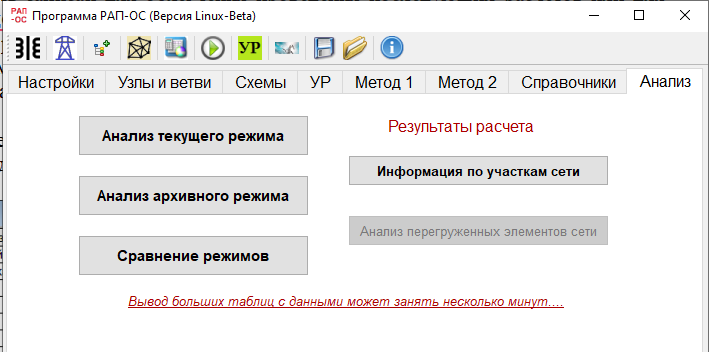 РАП
-ОС
Программа РАП-ОС (Версия Linux-Beta)
УР
Настройки Узлы и ветви Схемы УР Метод 1 Метод 2 Справочники Анализ
Анализ текущего режима
Результаты расчета
Информация по участкам сети
Анализ архивного режима
Анализ перегруженных элементов сети
Сравнение режимов
Вывод больших таблиц с данными может занять несколько минут....